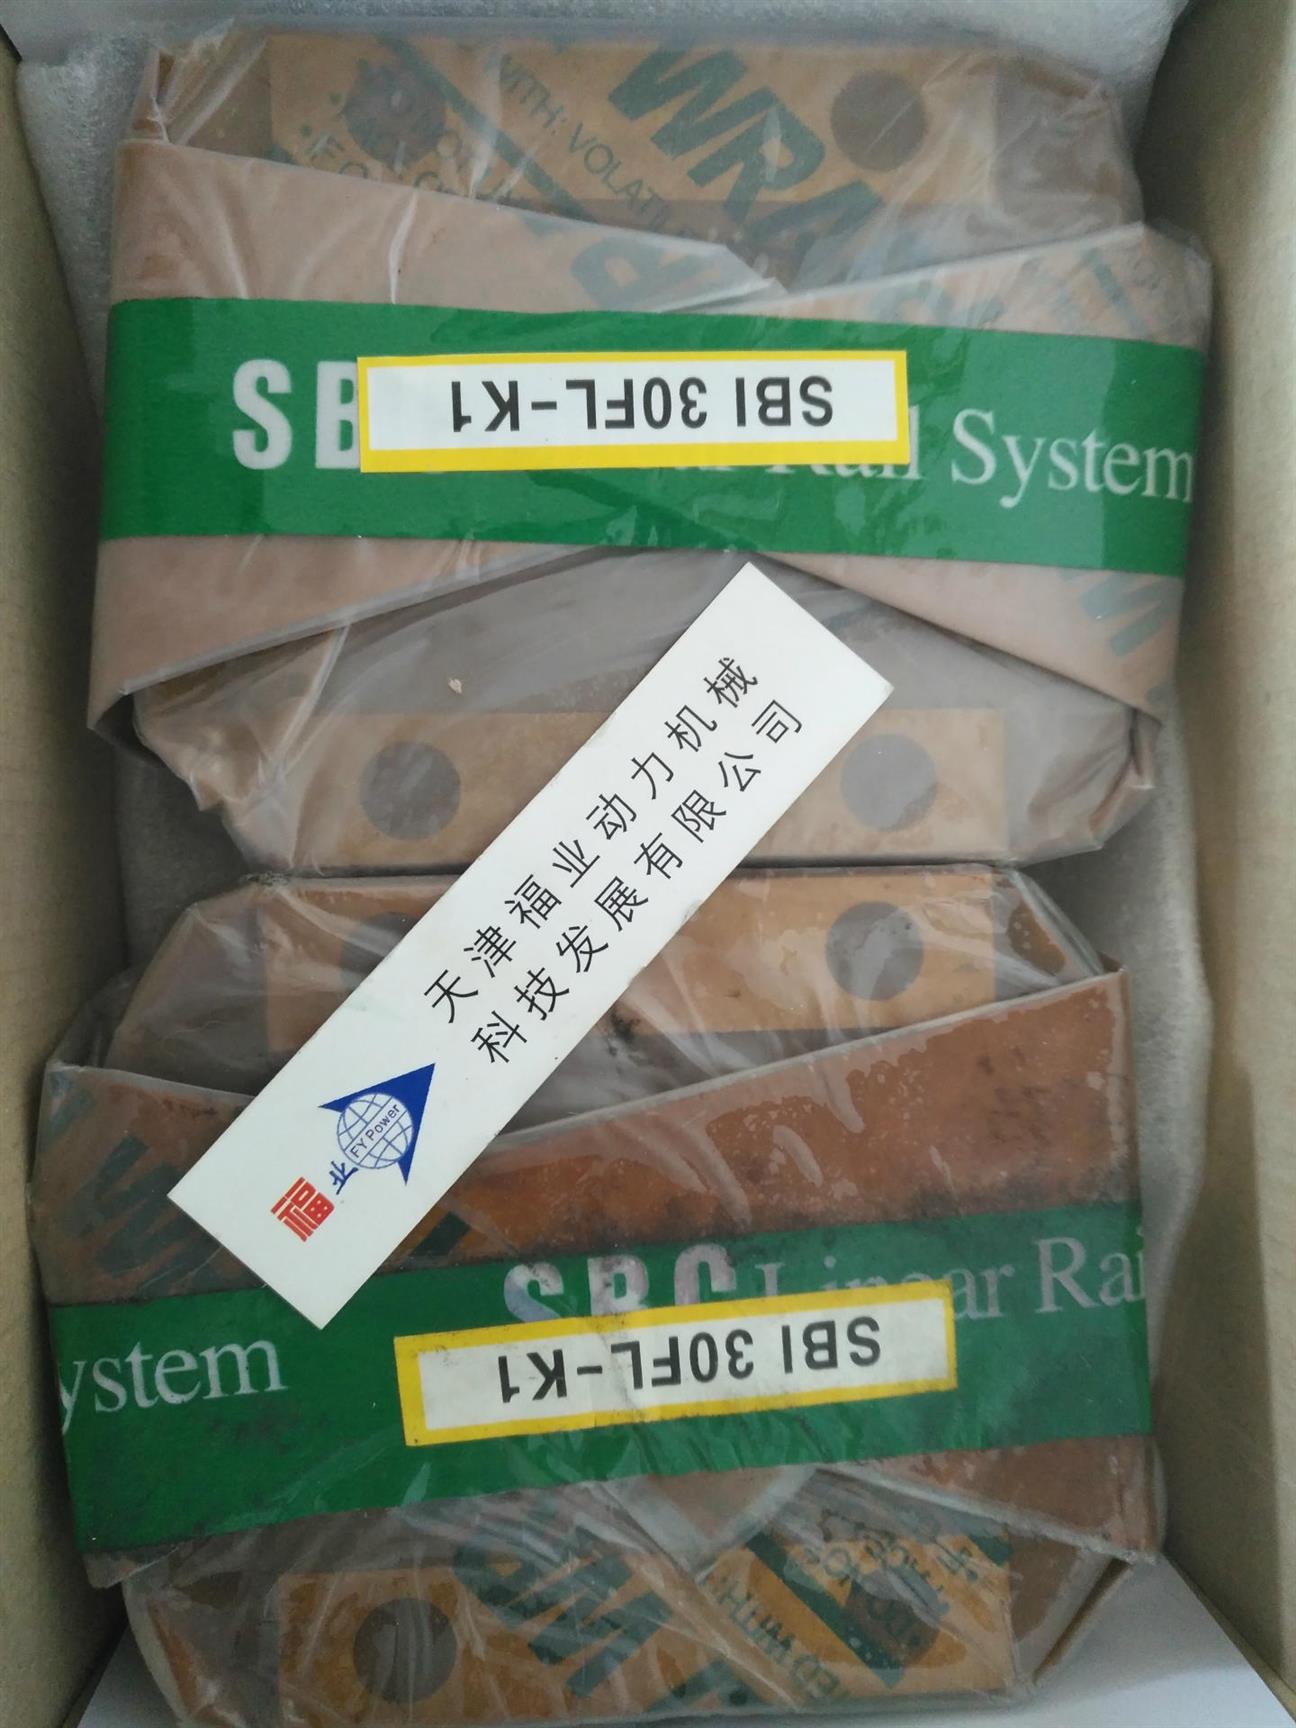 WITH: VOLATI
WRA
SB
SBI 30FL-K1
System
天津福业动力机械
科技发展有限公司
FY Power
福业
SBC Linear Rai
ystem
SBI 30FL-K1